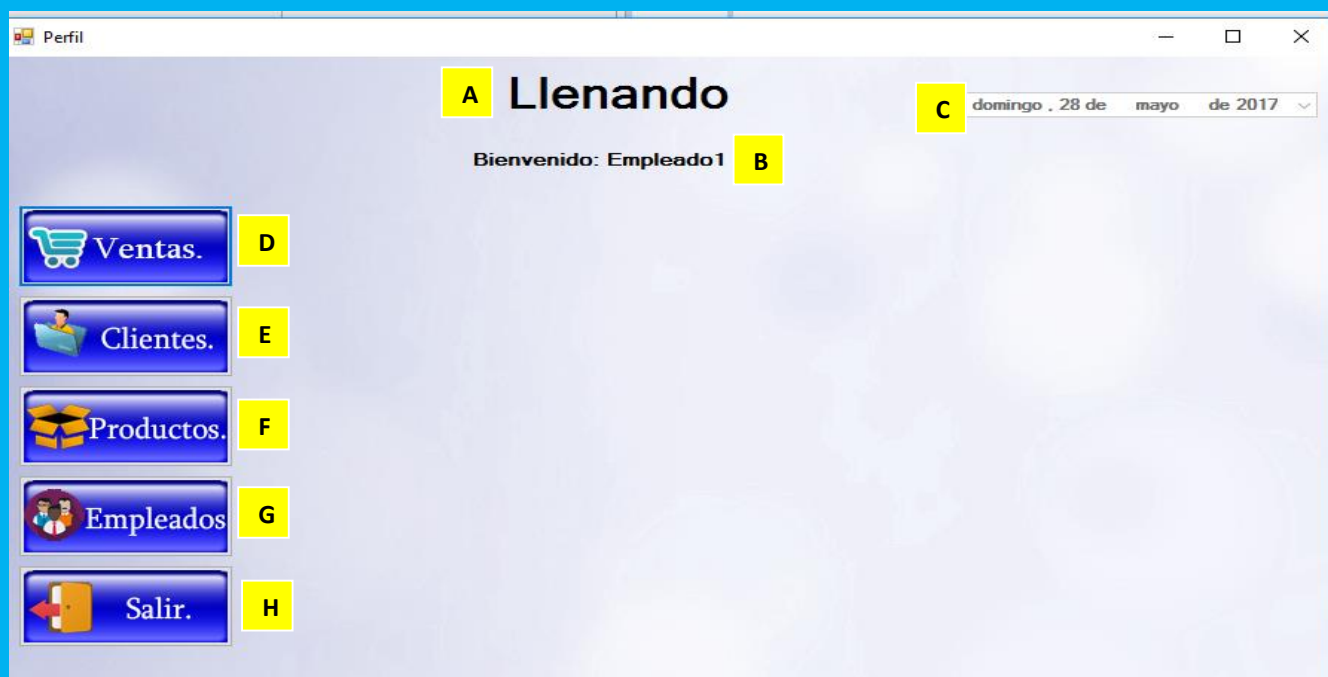 Perfil
A Llenando
C domingo , 28 de mayo de 2017
Bienvenido: Empleado1 B
Ventas. D
Clientes. E
Productos. F
Empleados G
Salir. H